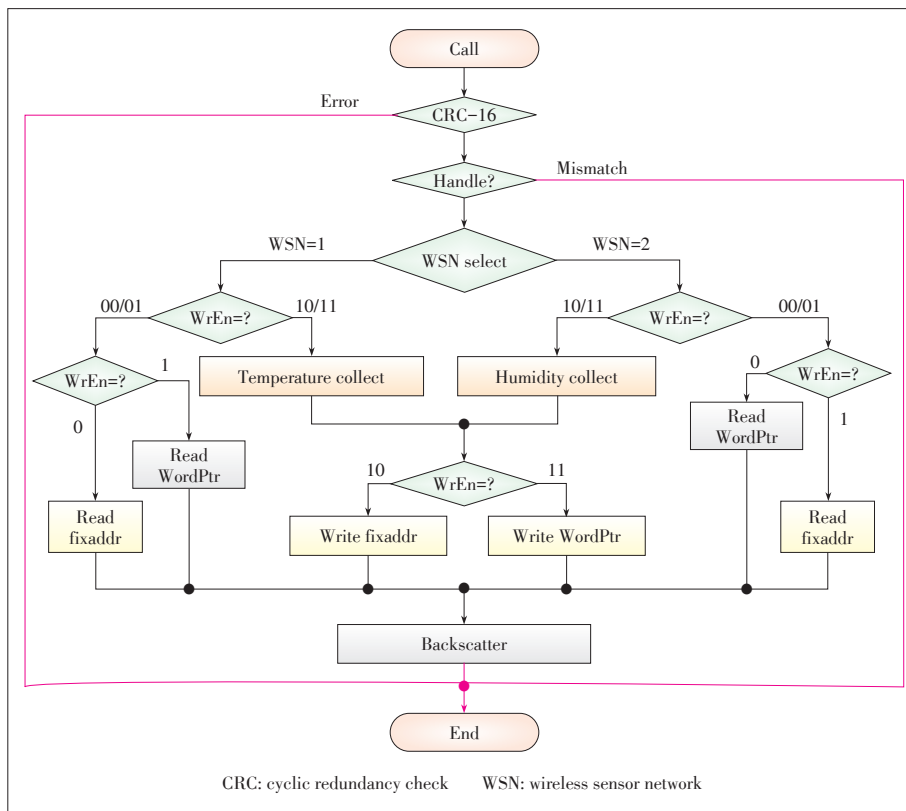 Call
Error
CRC-16
Mismatch
Handle?
WSN=1
WSN=2
WSN select
00/01
WrEn=?
10/11
10/11
WrEn=?
00/01
WrEn=?
1
Temperature collect
Humidity collect
0
WrEn=?
0
Read
WordPtr
1
Read
WordPtr
10
WrEn=?
11
Read
fixaddr
Write fixaddr
Write WordPtr
Read
fixaddr
Backscatter
End
CRC: cyclic redundancy check WSN: wireless sensor network